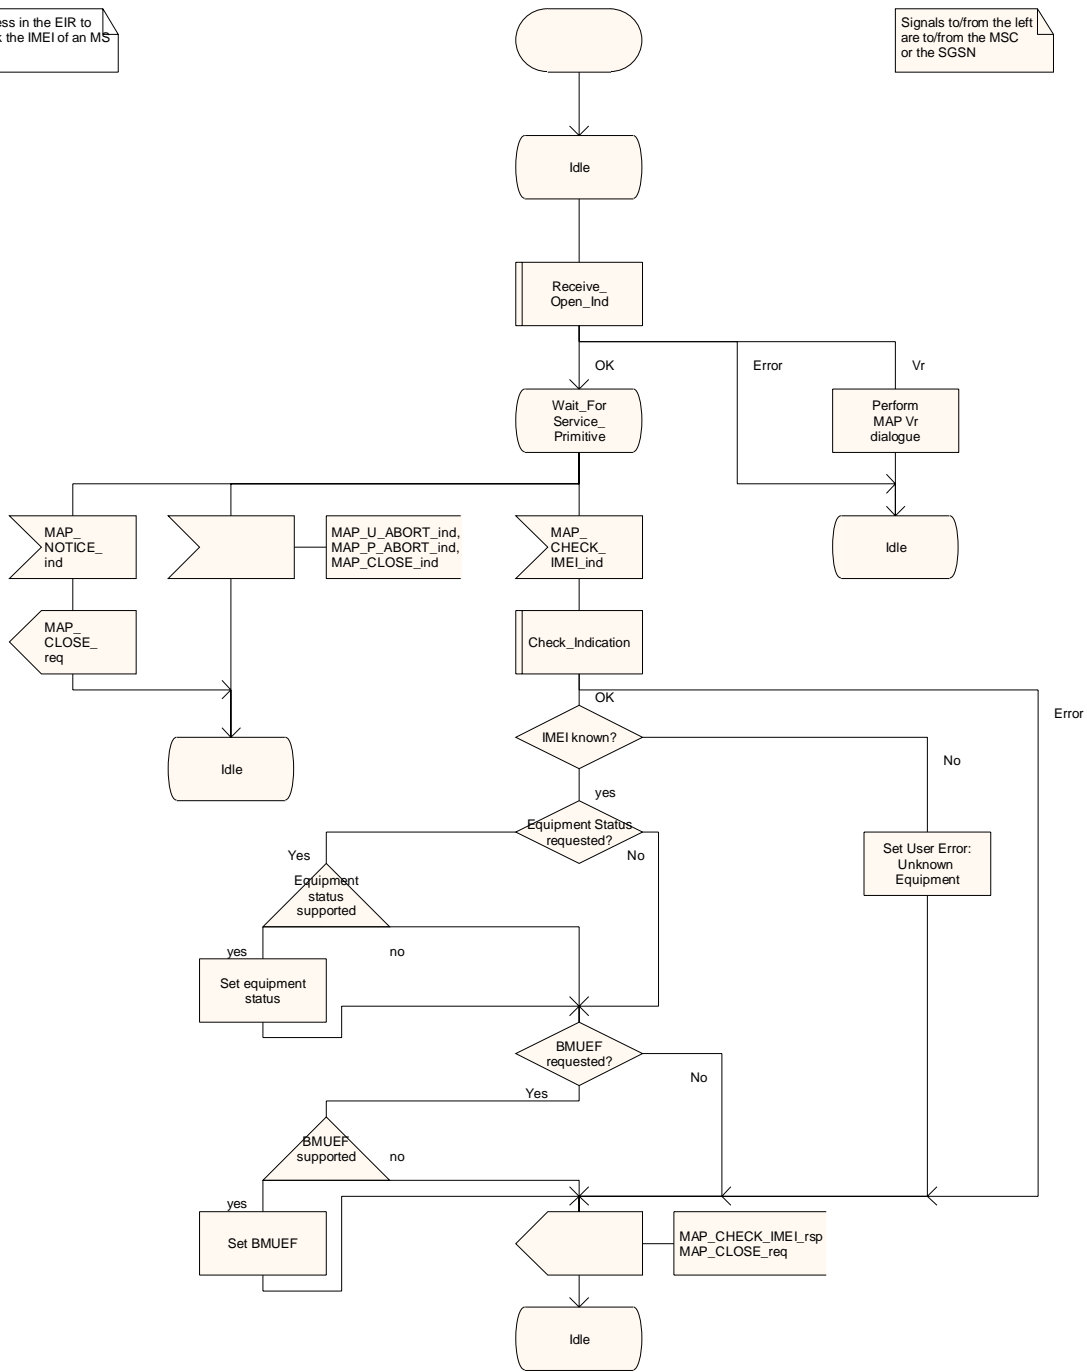 ess in the EIR to
k the IMEI of an MS
Signals to/from the left
are to/from the MSC
or the SGSN
Idle
Receive_
Open_Ind
OK
Error
Vr
Wait_For
Service_
Primitive
Perform
MAP Vr
dialogue
MAP_
NOTICE_
ind
MAP_U_ABORT_ind,
MAP_P_ABORT_ind,
MAP_CLOSE_ind
MAP_
CHECK_
IMEI_ind
Idle
MAP_
CLOSE_
req
Check_Indication
OK
Error
IMEI known?
No
Idle
yes
Equipment Status
requested?
Yes
No
Set User Error:
Unknown
Equipment
Equipment
status
supported
yes
no
Set equipment
status
BMUEF
requested?
No
Yes
BMUEF
supported
no
yes
Set BMUEF
MAP_CHECK_IMEI_rsp
MAP_CLOSE_req
Idle